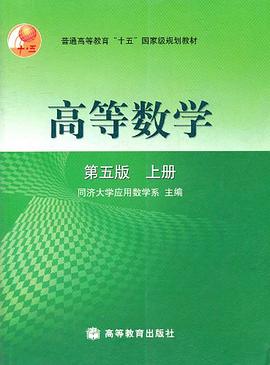 普通高等教育“十五”国家级规划教材
十·五
高等数学
第五版 上册
同济大学应用数学系 主编
高等教育出版社